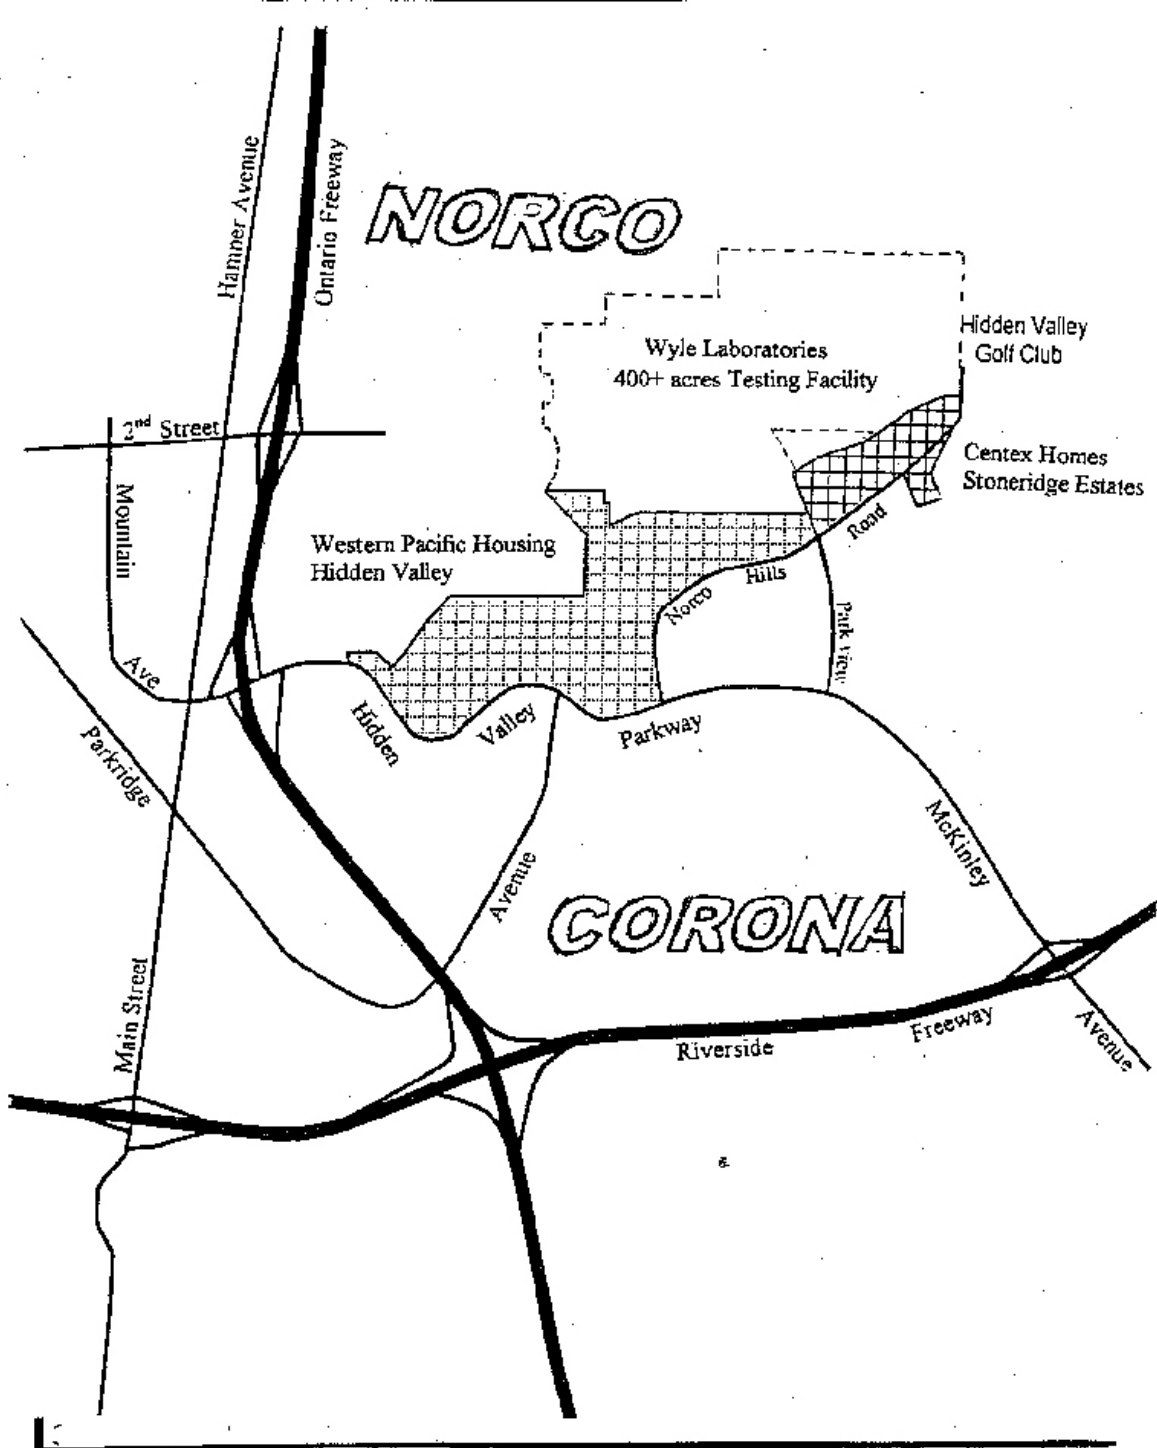 Hamner Avenue
Ontario Freeway
NORCO
Hidden Valley
Golf Club
Wyle Laboratories
400+ acres Testing Facility
2nd Street
Centex Homes
Stoneridge Estates
Mountain
Road
Western Pacific Housing
Hidden Valley
Hills
Norco
Park view
Ave
Hidden
Valley
Parkway
Parkridge
McKinley
Avenue
CORONA
Main Street
Freeway
Riverside
Avenue